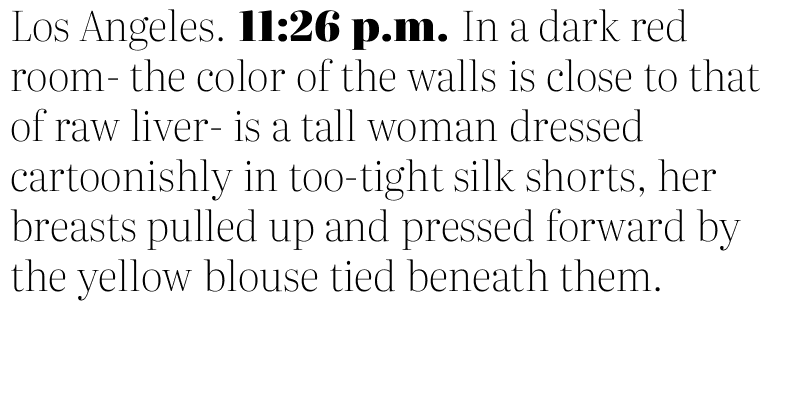 Los Angeles. 11:26 p.m. In a dark red
room- the color of the walls is close to that
of raw liver- is a tall woman dressed
cartoonishly in too-tight silk shorts, her
breasts pulled up and pressed forward by
the yellow blouse tied beneath them.